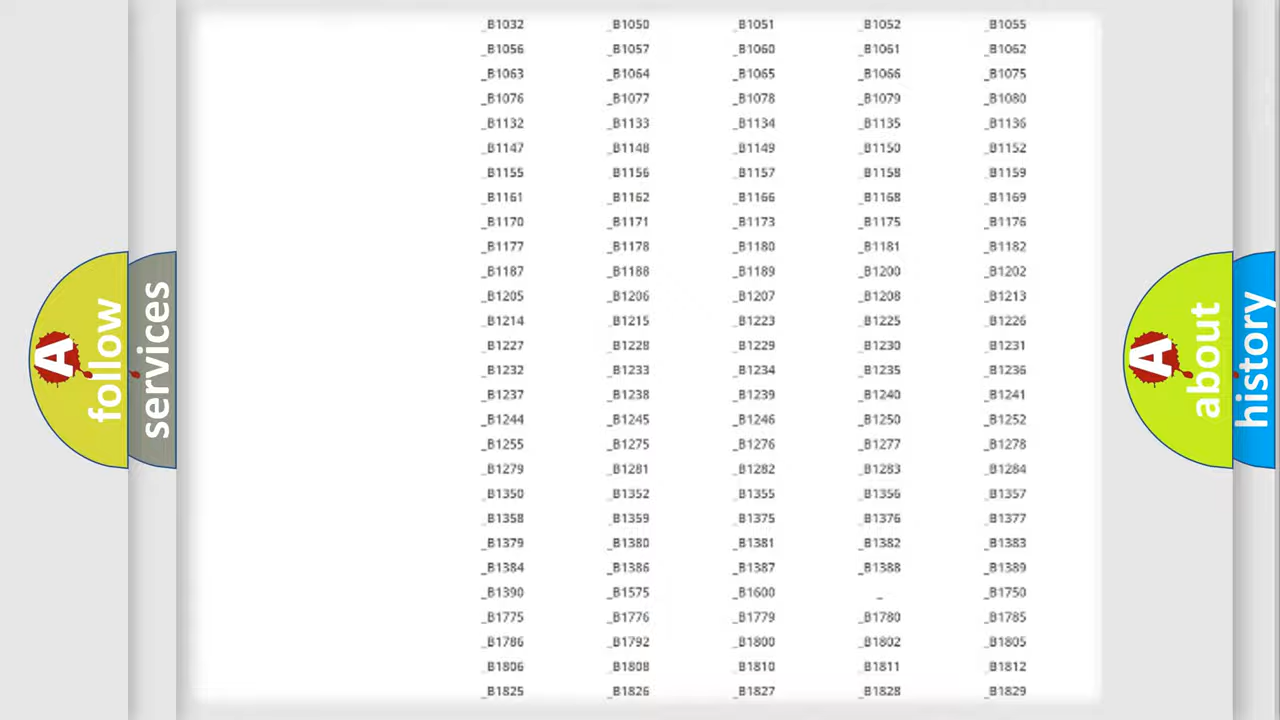 _B1032 _B1050 _B1051 _B1052 _B1055
_B1056 _B1057 _B1060 _B1061 _B1062
_B1063 _B1064 _B1065 _B1066 _B1075
_B1076 _B1077 _B1078 _B1079 _B1080
_B1132 _B1133 _B1134 _B1135 _B1136
_B1147 _B1148 _B1149 _B1150 _B1152
_B1155 _B1156 _B1157 _B1158 _B1159
_B1161 _B1162 _B1166 _B1168 _B1169
_B1170 _B1171 _B1173 _B1175 _B1176
_B1177 _B1178 _B1180 _B1181 _B1182
_B1187 _B1188 _B1189 _B1200 _B1202
_B1205 _B1206 _B1207 _B1208 _B1213
_B1214 _B1215 _B1223 _B1225 _B1226
_B1227 _B1228 _B1229 _B1230 _B1231
_B1232 _B1233 _B1234 _B1235 _B1236
_B1237 _B1238 _B1239 _B1240 _B1241
_B1244 _B1245 _B1246 _B1250 _B1252
_B1255 _B1275 _B1276 _B1277 _B1278
_B1279 _B1281 _B1282 _B1283 _B1284
_B1350 _B1352 _B1355 _B1356 _B1357
_B1358 _B1359 _B1375 _B1376 _B1377
_B1379 _B1380 _B1381 _B1382 _B1383
_B1384 _B1386 _B1387 _B1388 _B1389
_B1390 _B1575 _B1600 _ _B1750
_B1775 _B1776 _B1779 _B1780 _B1785
_B1786 _B1792 _B1800 _B1802 _B1805
_B1806 _B1808 _B1810 _B1811 _B1812
_B1825 _B1826 _B1827 _B1828 _B1829
A
follow
services
A
about
history